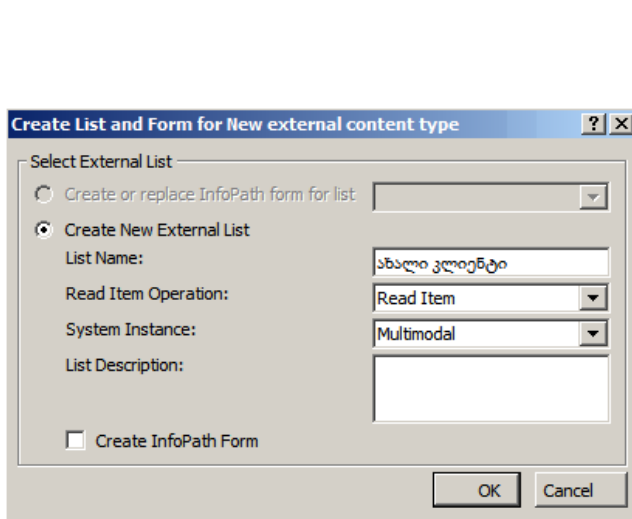 Create List and Form for New external content type
Select External List
Create or replace InfoPath form for list
Create New External List
List Name: ახალი კლიენტი
Read Item Operation: Read Item
System Instance: Multimodal
List Description:
Create InfoPath Form
OK Cancel